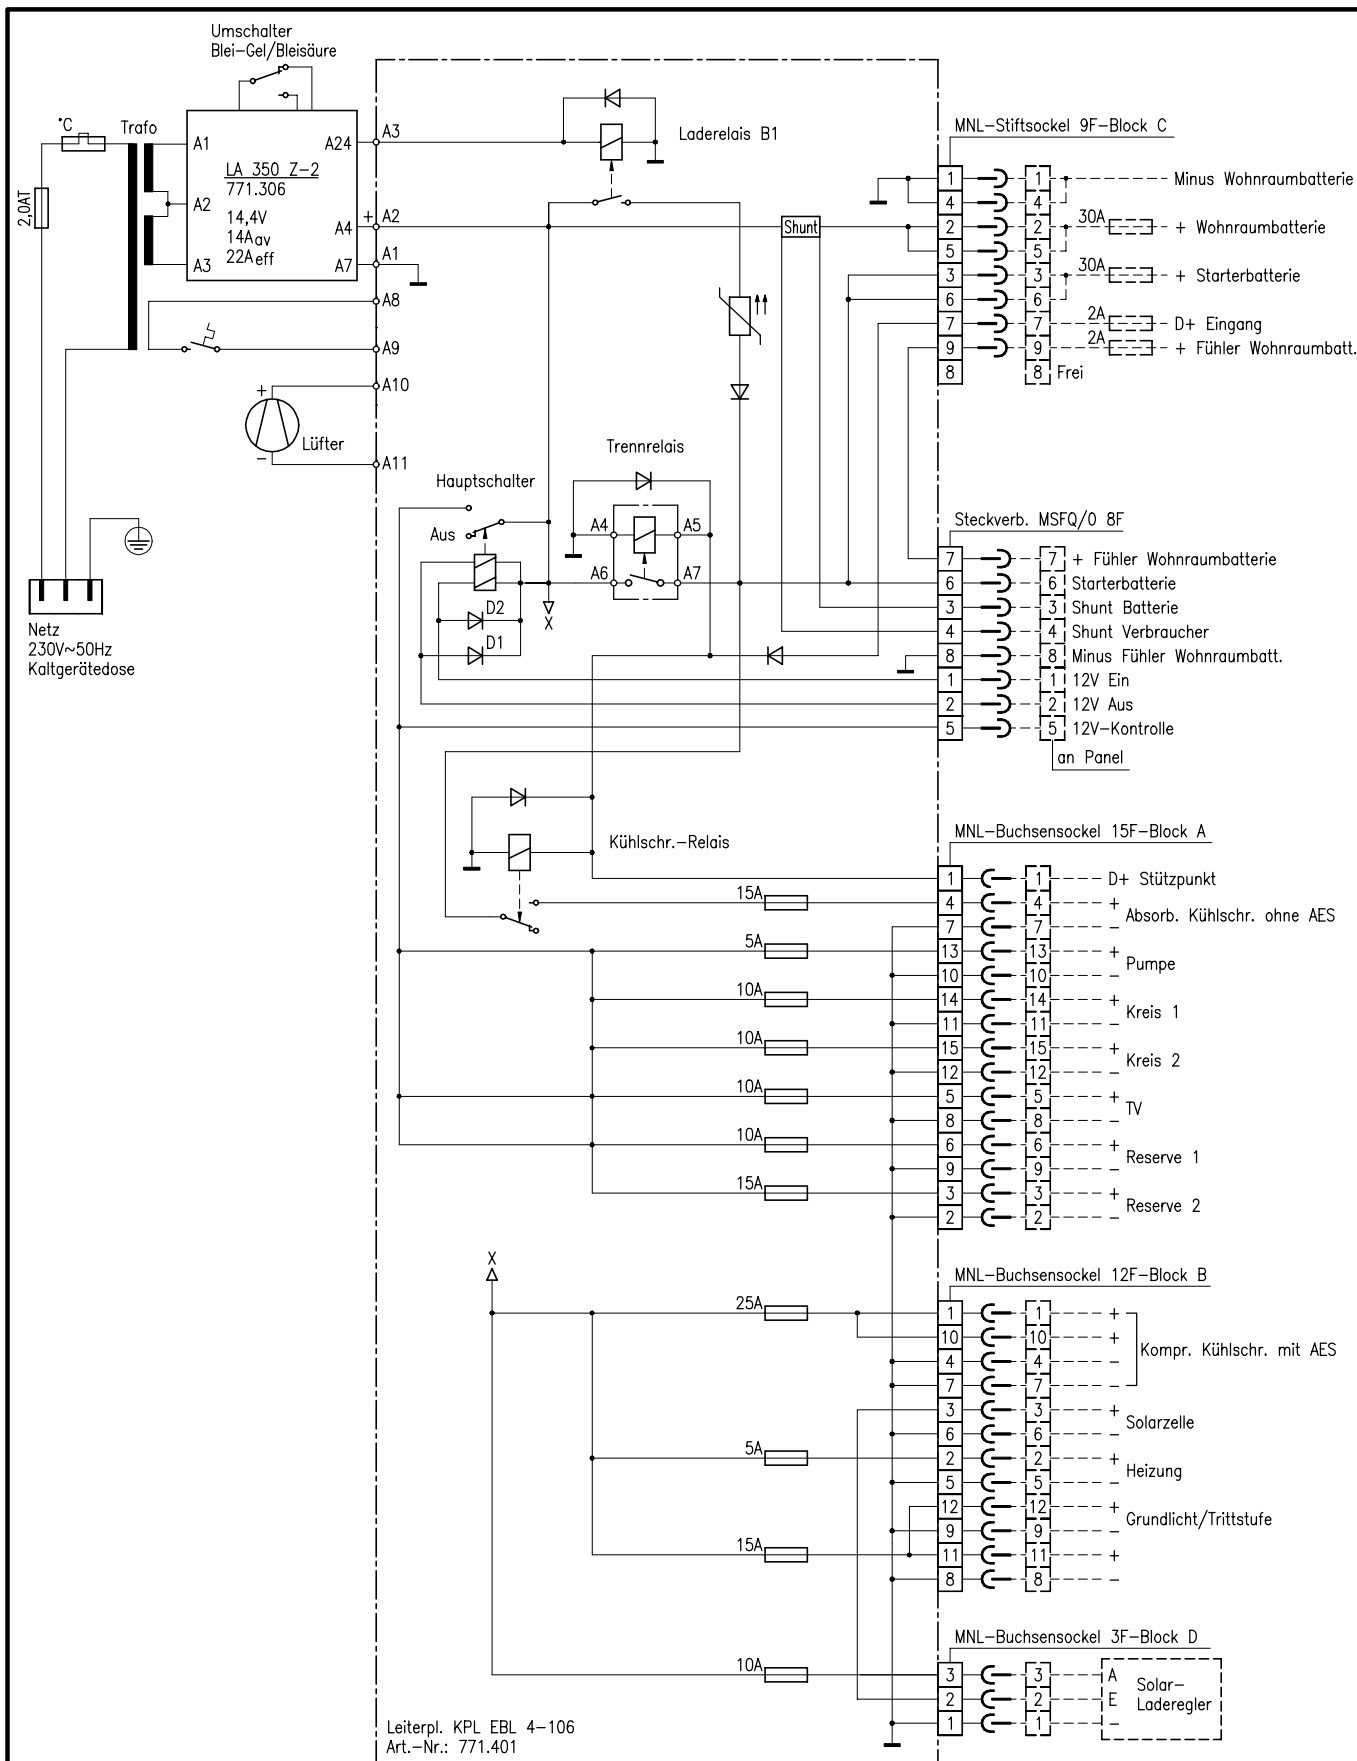 Umschalter
Blei-Gel/Bleisäure
°C
Trafo
2,0AT
A1
A2
A3
LA 350 Z-2
771.306
14,4V
14Aav
22Aeff
A24
A4
A7
+
A3
A2
A1
A8
A9
A10
A11
+
-
Lüfter
Netz
230V~50Hz
Kaltgerätedose
Laderelais B1
Shunt
Trennrelais
A4 A5
A6 A7
Hauptschalter
Aus
D2
D1
X
Kühlschr.-Relais
MNL-Stiftsockel 9F-Block C
1 1 Minus Wohnraumbatterie
4 4
2 2 30A + Wohnraumbatterie
5 5
3 3 30A + Starterbatterie
6 6
7 7 2A D+ Eingang
9 9 2A + Fühler Wohnraumbatt.
8 8 Frei
Steckverb. MSFQ/0 8F
7 7 + Fühler Wohnraumbatterie
6 6 Starterbatterie
3 3 Shunt Batterie
4 4 Shunt Verbraucher
8 8 Minus Fühler Wohnraumbatt.
1 1 12V Ein
2 2 12V Aus
5 5 12V-Kontrolle
an Panel
MNL-Buchsensockel 15F-Block A
1 1 D+ Stützpunkt
15A 4 4 +
Absorb. Kühlschr. ohne AES
7 7 -
5A 13 13 +
Pumpe
10 10 -
10A 14 14 +
Kreis 1
11 11 -
10A 15 15 +
Kreis 2
12 12 -
10A 5 5 +
TV
8 8 -
10A 6 6 +
Reserve 1
9 9 -
15A 3 3 +
Reserve 2
2 2 -
X
MNL-Buchsensockel 12F-Block B
25A 1 1 +
10 10 +
Kompr. Kühlschr. mit AES
4 4 -
7 7 -
3 3 +
Solarzelle
6 6 -
5A 2 2 +
Heizung
5 5 -
12 12 +
Grundlicht/Trittstufe
9 9 -
15A 11 11 +
8 8 -
MNL-Buchsensockel 3F-Block D
10A 3 3 A
2 2 E
1 1 -
Solar-
Laderegler
Leiterpl. KPL EBL 4-106
Art.-Nr.: 771.401